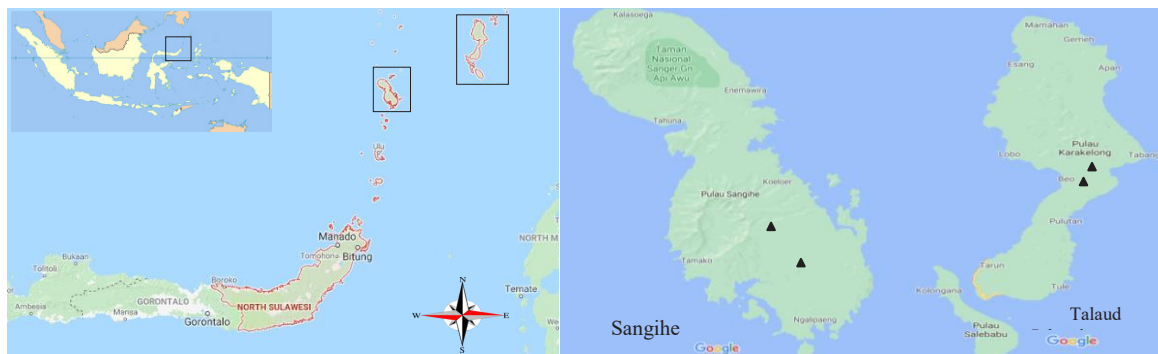 Ulu
Manado
Tomohon
Bitung
Bukaan
Tolitoli
Boroko
GORONTALO
NORTH SULAWESI
Ambesia
Marisa
Gorontalo
NORTH M
Ternate
We
N
W
E
S
Kalasoega
Taman
Nasional
Sanger.Gn
Api Awu
Enemawira
Tahuna
Koeloer
Pulau Sangihe
Tamako
Ngalipaeng
Sangihe
Google
Mamahan
Gemeh
Esang
Apan
Pulau
Karakelong
Lobo
Tabang
Beo
Pulutan
Tarun
Kolongana
Tule
Talaud
Pulau
Salebabu
Google